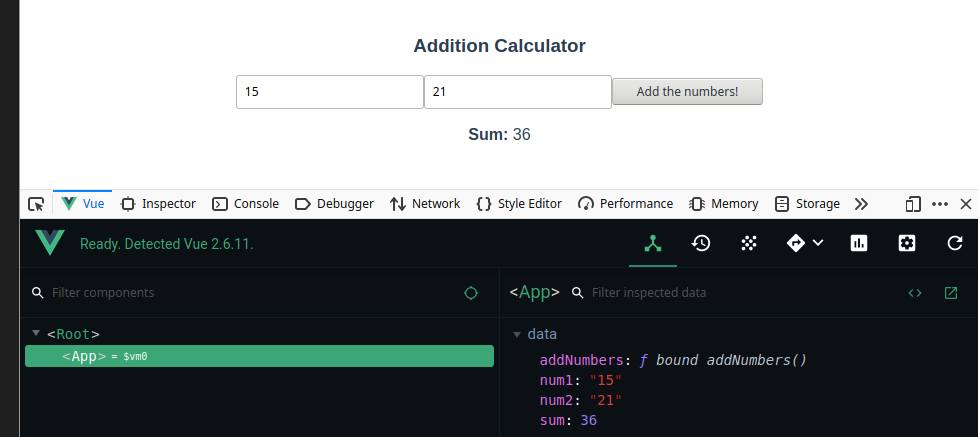 Addition Calculator
15 21 Add the numbers!
Sum: 36
Vue Inspector Console Debugger Network {} Style Editor Performance Memory Storage
Ready. Detected Vue 2.6.11.
Filter components <App> Filter inspected data <>
<Root>
<App> = $vm0
data
addNumbers: ƒ bound addNumbers()
num1: "15"
num2: "21"
sum: 36